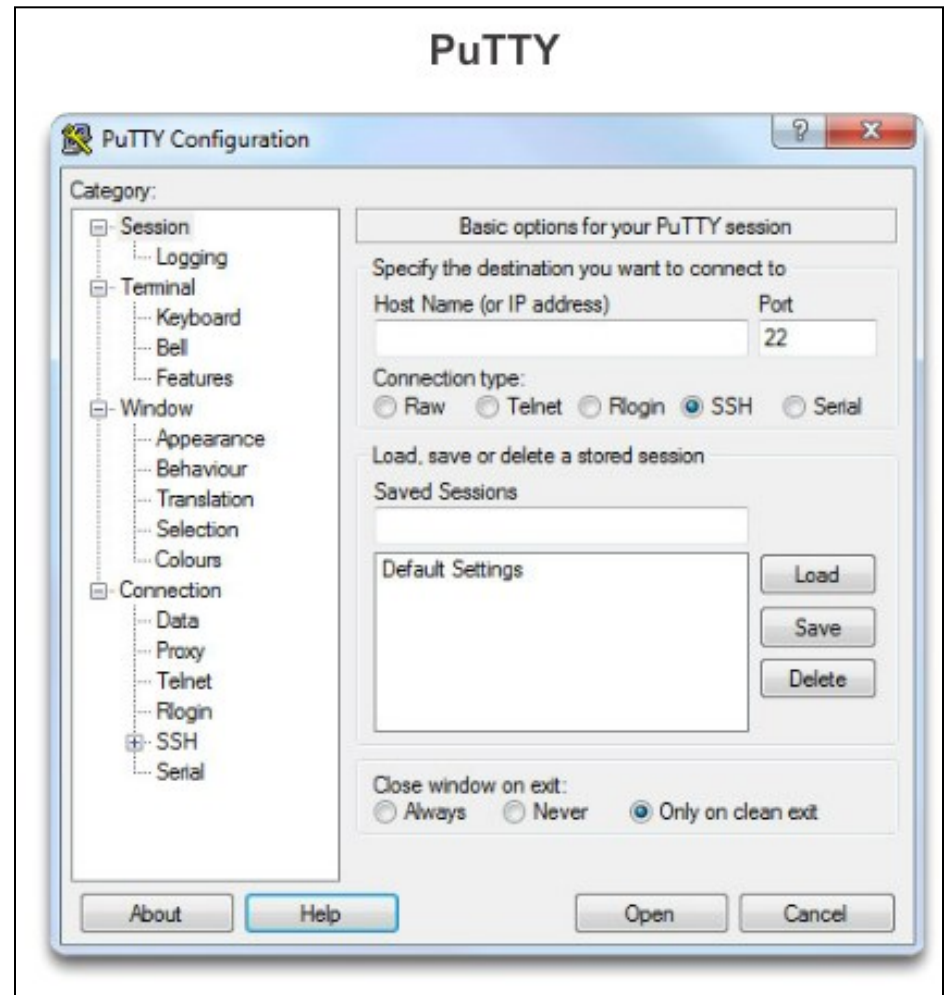 PuTTY
PuTTY Configuration
Category:
Session
Logging
Terminal
Keyboard
Bell
Features
Window
Appearance
Behaviour
Translation
Selection
Colours
Connection
Data
Proxy
Telnet
Rlogin
SSH
Serial
Basic options for your PuTTY session
Specify the destination you want to connect to
Host Name (or IP address) Port
22
Connection type:
Raw Telnet Rlogin SSH Serial
Load, save or delete a stored session
Saved Sessions
Default Settings
Load
Save
Delete
Close window on exit:
Always Never Only on clean exit
About Help Open Cancel